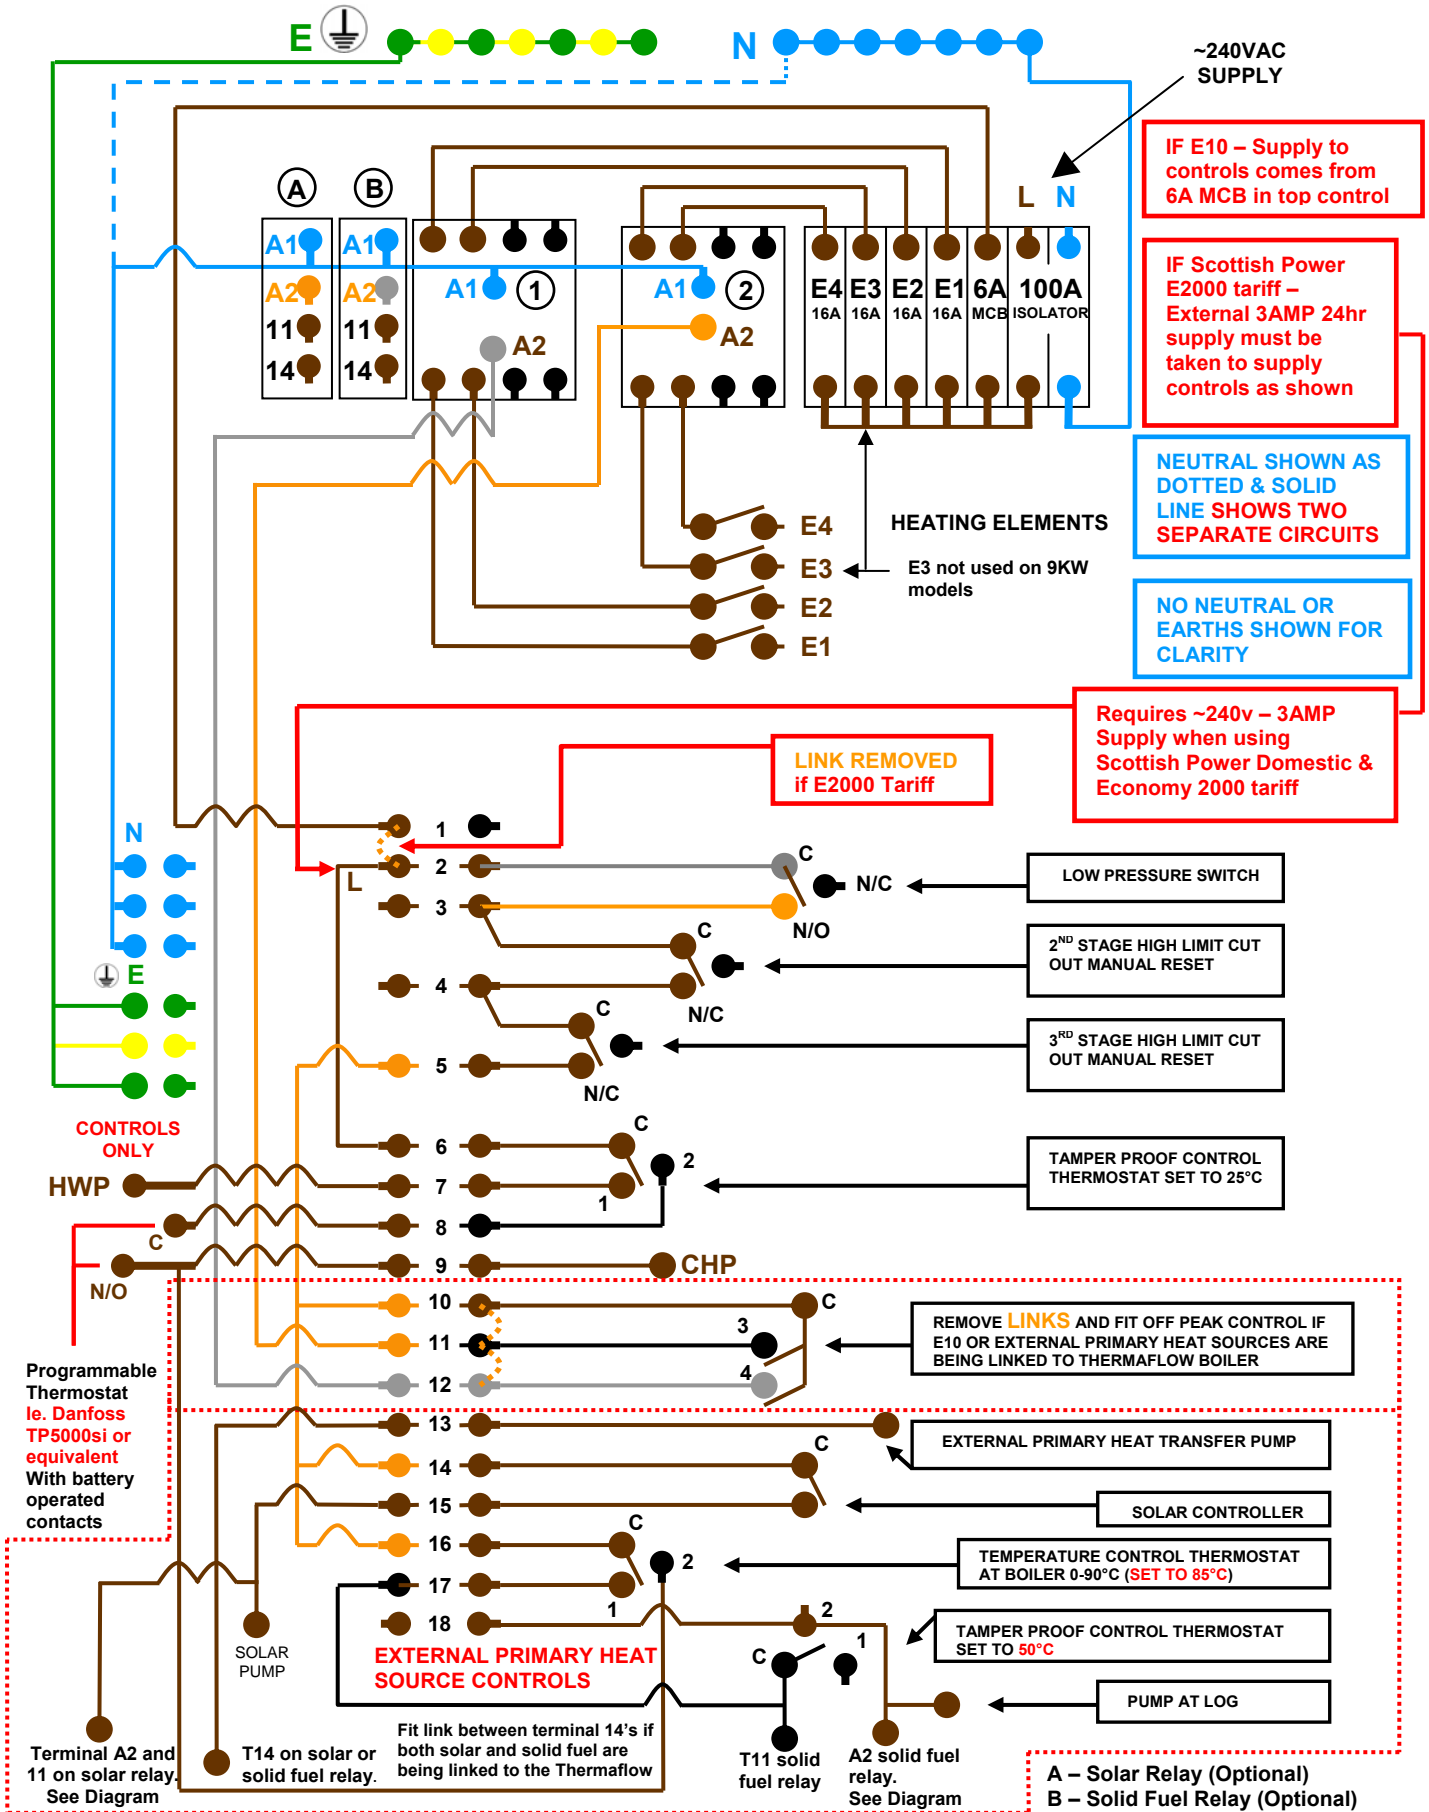 E
N
~240VAC
SUPPLY
IF E10 – Supply to
controls comes from
6A MCB in top control
A
B
L N
A1
A1
A2
A2
11
11
14
14
A1
1
A2
A1
2
A2
E4 E3 E2 E1 6A 100A
16A 16A 16A 16A MCB ISOLATOR
IF Scottish Power
E2000 tariff –
External 3AMP 24hr
supply must be
taken to supply
controls as shown
NEUTRAL SHOWN AS
DOTTED & SOLID
LINE SHOWS TWO
SEPARATE CIRCUITS
E4
E3
E2
E1
HEATING ELEMENTS
E3 not used on 9KW
models
NO NEUTRAL OR
EARTHS SHOWN FOR
CLARITY
Requires ~240v – 3AMP
Supply when using
Scottish Power Domestic &
Economy 2000 tariff
LINK REMOVED
if E2000 Tariff
N
1
L
2
C
N/C
LOW PRESSURE SWITCH
3
N/O
C
2ND STAGE HIGH LIMIT CUT
OUT MANUAL RESET
E
4
N/C
C
3RD STAGE HIGH LIMIT CUT
OUT MANUAL RESET
5
N/C
CONTROLS
ONLY
6
C
2
TAMPER PROOF CONTROL
THERMOSTAT SET TO 25°C
HWP
7
1
C
8
N/O
9
CHP
10
C
11
3
12
4
REMOVE LINKS AND FIT OFF PEAK CONTROL IF
E10 OR EXTERNAL PRIMARY HEAT SOURCES ARE
BEING LINKED TO THERMAFLOW BOILER
Programmable
Thermostat
Ie. Danfoss
TP5000si or
equivalent
With battery
operated
contacts
13
EXTERNAL PRIMARY HEAT TRANSFER PUMP
14
C
15
SOLAR CONTROLLER
16
C
2
TEMPERATURE CONTROL THERMOSTAT
AT BOILER 0-90°C (SET TO 85°C)
17
1
18
2
1
C
TAMPER PROOF CONTROL THERMOSTAT
SET TO 50°C
SOLAR
PUMP
EXTERNAL PRIMARY HEAT
SOURCE CONTROLS
PUMP AT LOG
Terminal A2 and
11 on solar relay.
See Diagram
T14 on solar or
solid fuel relay.
Fit link between terminal 14's if
both solar and solid fuel are
being linked to the Thermaflow
T11 solid
fuel relay
A2 solid fuel
relay.
See Diagram
A – Solar Relay (Optional)
B – Solid Fuel Relay (Optional)